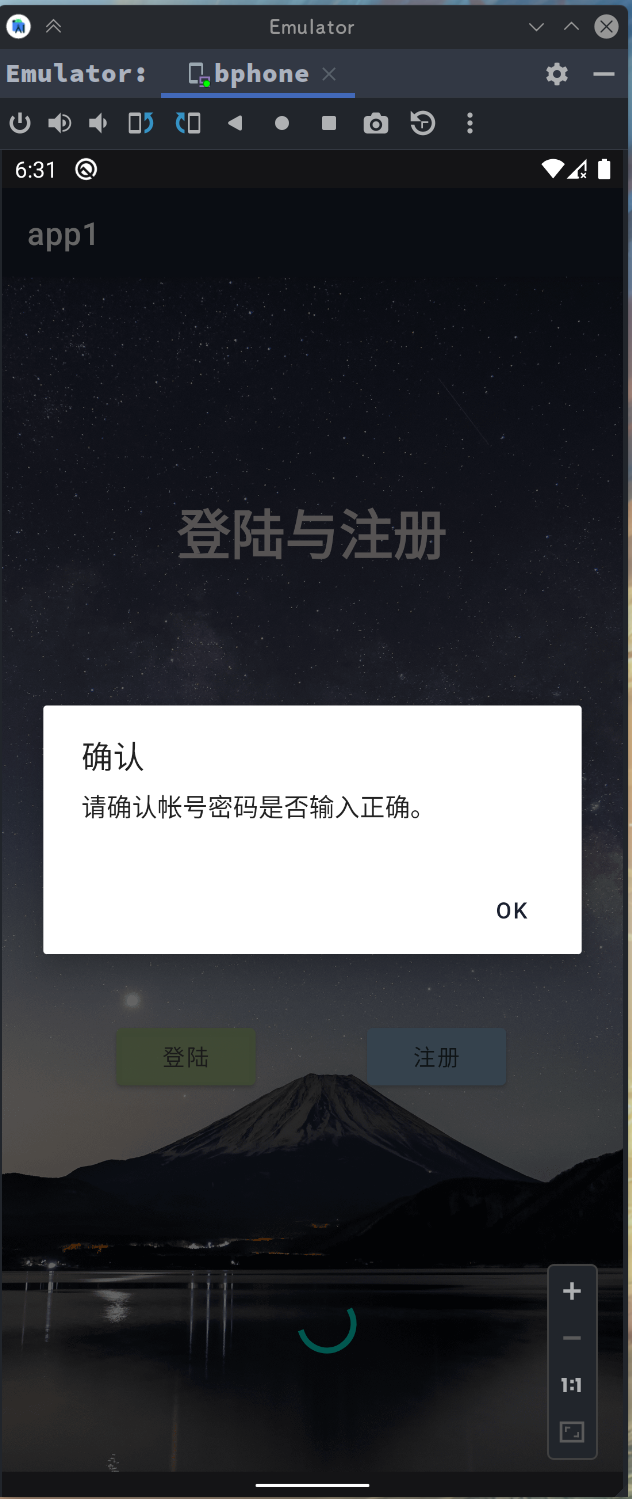 Emulator
Emulator:
bphone
6:31
app1
登陆与注册
确认
请确认帐号密码是否输入正确。
OK
登陆
注册
1:1